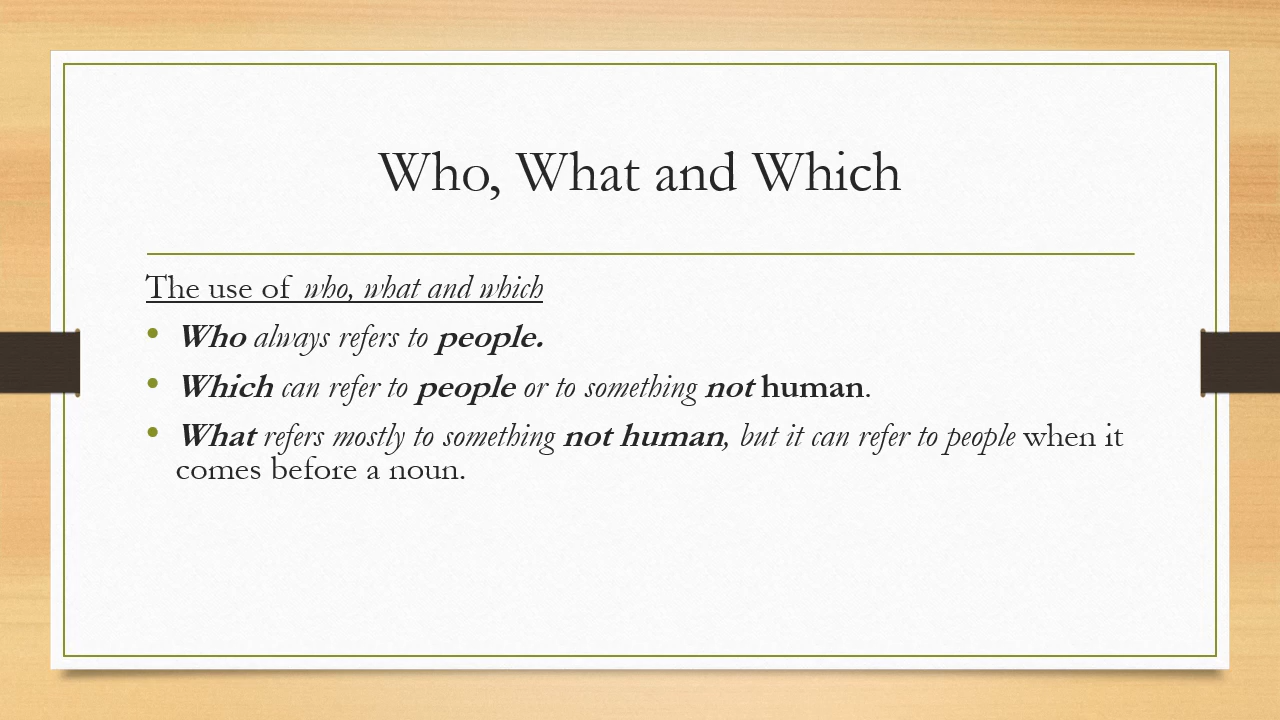 Who, What and Which
The use of who, what and which
• Who always refers to people.
• Which can refer to people or to something not human.
• What refers mostly to something not human, but it can refer to people when it
comes before a noun.